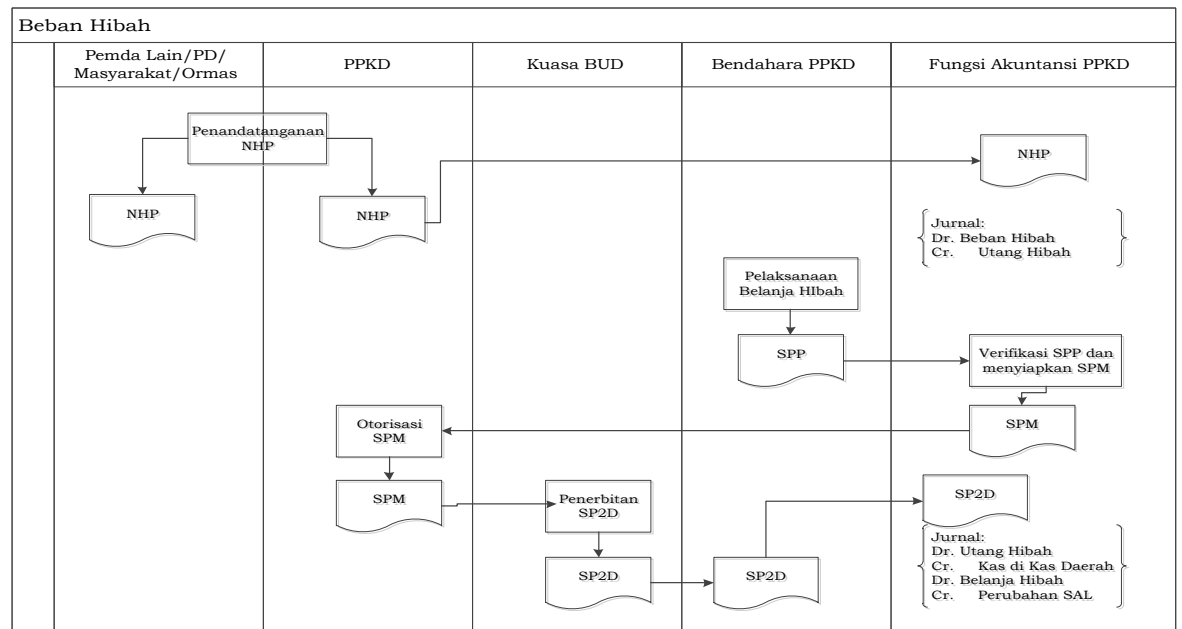 Beban Hibah
Pemda Lain/PD/
Masyarakat/Ormas
PPKD
Kuasa BUD
Bendahara PPKD
Fungsi Akuntansi PPKD
Penandatanganan
NHP
NHP
NHP
NHP
Jurnal:
Dr. Beban Hibah
Cr. Utang Hibah
Pelaksanaan
Belanja HIbah
SPP
Verifikasi SPP dan
menyiapkan SPM
SPM
Otorisasi
SPM
SPM
Penerbitan
SP2D
SP2D
SP2D
SP2D
Jurnal:
Dr. Utang Hibah
Cr. Kas di Kas Daerah
Dr. Belanja Hibah
Cr. Perubahan SAL